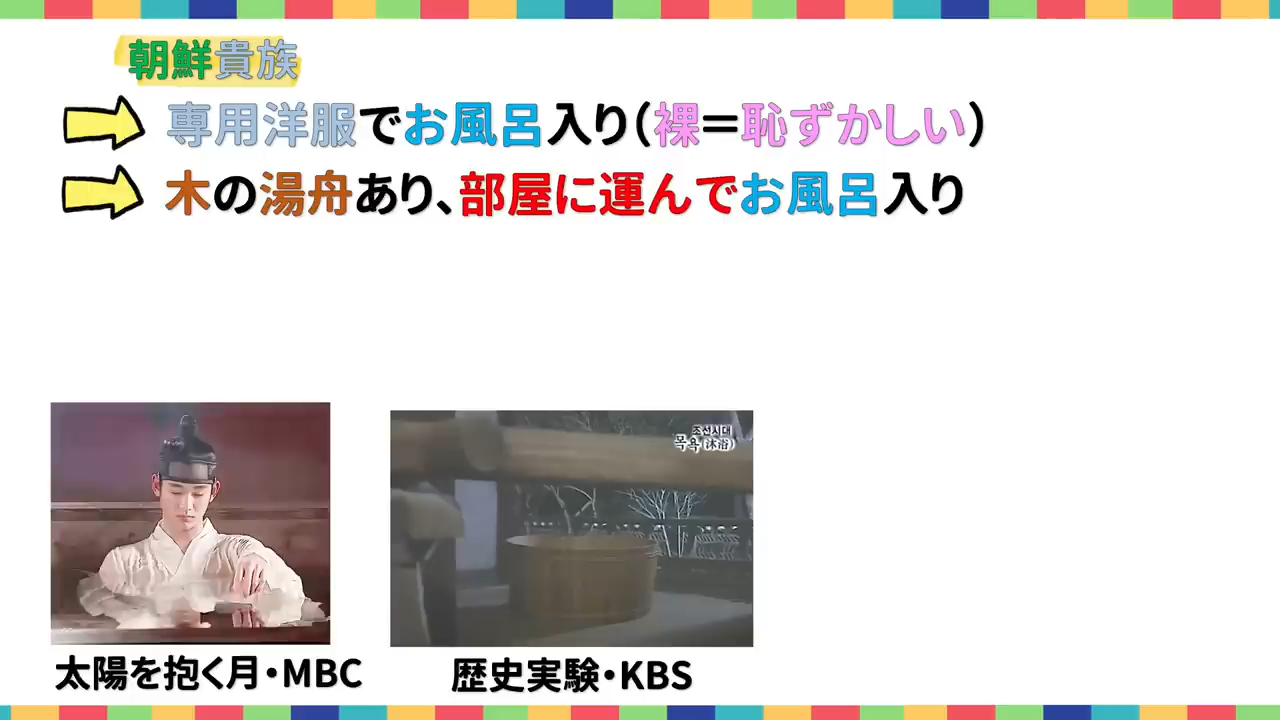 朝鮮貴族
専用洋服でお風呂入り(裸=恥ずかしい)
木の湯舟あり、部屋に運んでお風呂入り
조선시대
목욕(沐浴)
太陽を抱く月・MBC
歴史実験・KBS